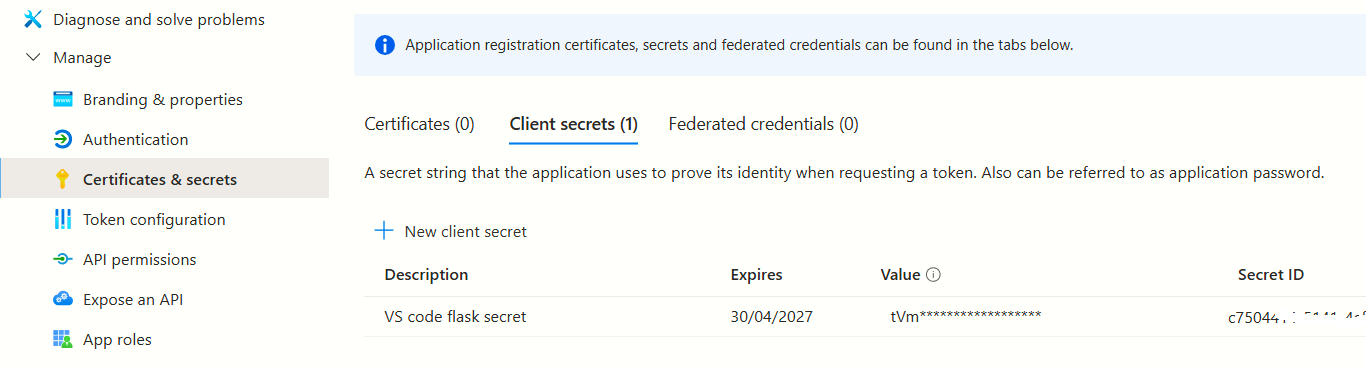 Diagnose and solve problems
Manage
Branding & properties
Authentication
Certificates & secrets
Token configuration
API permissions
Expose an API
App roles
Application registration certificates, secrets and federated credentials can be found in the tabs below.
Certificates (0) Client secrets (1) Federated credentials (0)
A secret string that the application uses to prove its identity when requesting a token. Also can be referred to as application password.
New client secret
Description Expires Value Secret ID
VS code flask secret 30/04/2027 tVm******************